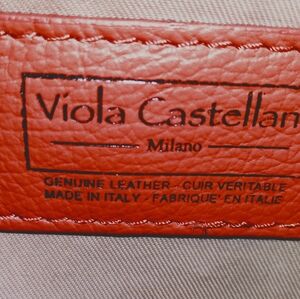 Viola Castellan
Milano
GENUINE LEATHER - CUIR VERITABLE
MADE IN ITALY - FABRIQUE' EN ITALIE